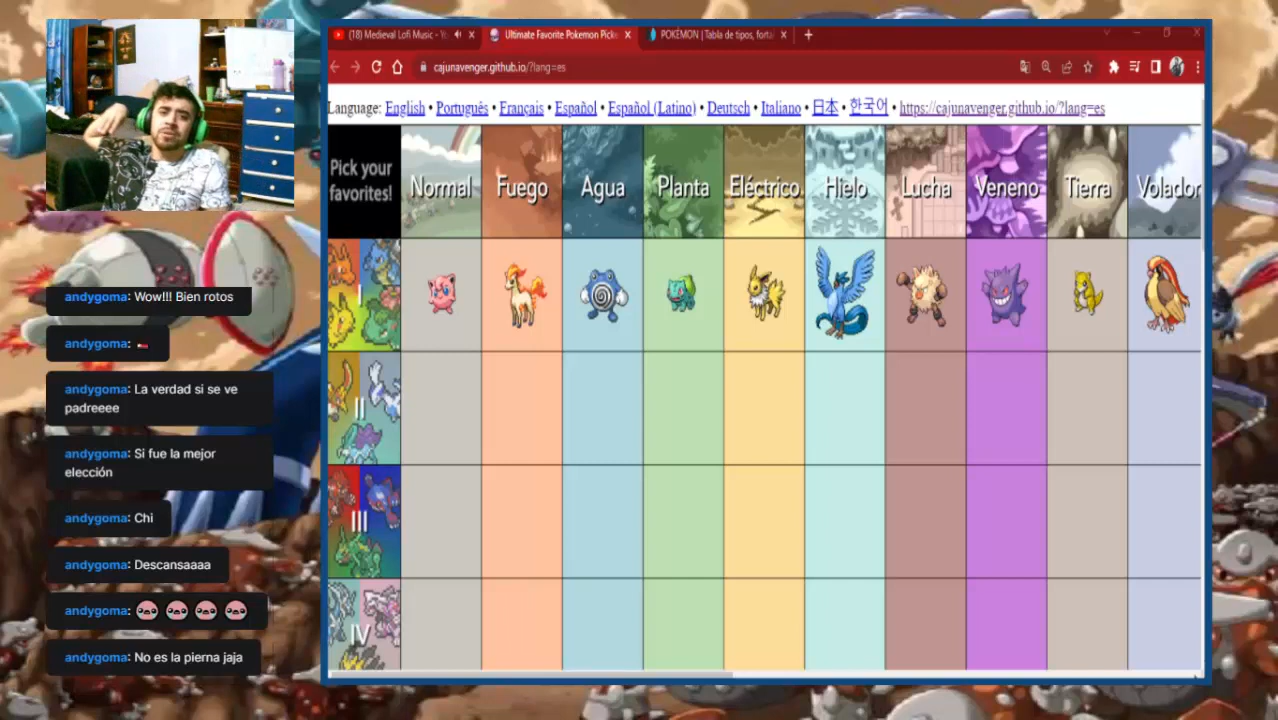 (18) Medieval Lofi Music - Yo
Ultimate Favorite Pokemon Picke
POKÉMON | Tabla de tipos, forta
cajunavenger.github.io/?lang=es
Language: English • Português • Français • Español • Español (Latino) • Deutsch • Italiano • 日本 • 한국어 • https://cajunavenger.github.io/?lang=es
Pick your
favorites!
Normal
Fuego
Agua
Planta
Eléctrico
Hielo
Lucha
Veneno
Tierra
Volador
I
II
III
IV
andygoma: Wow!!! Bien rotos
andygoma:
andygoma: La verdad si se ve
padreeee
andygoma: Si fue la mejor
elección
andygoma: Chi
andygoma: Descansaaaa
andygoma:
andygoma: No es la pierna jaja